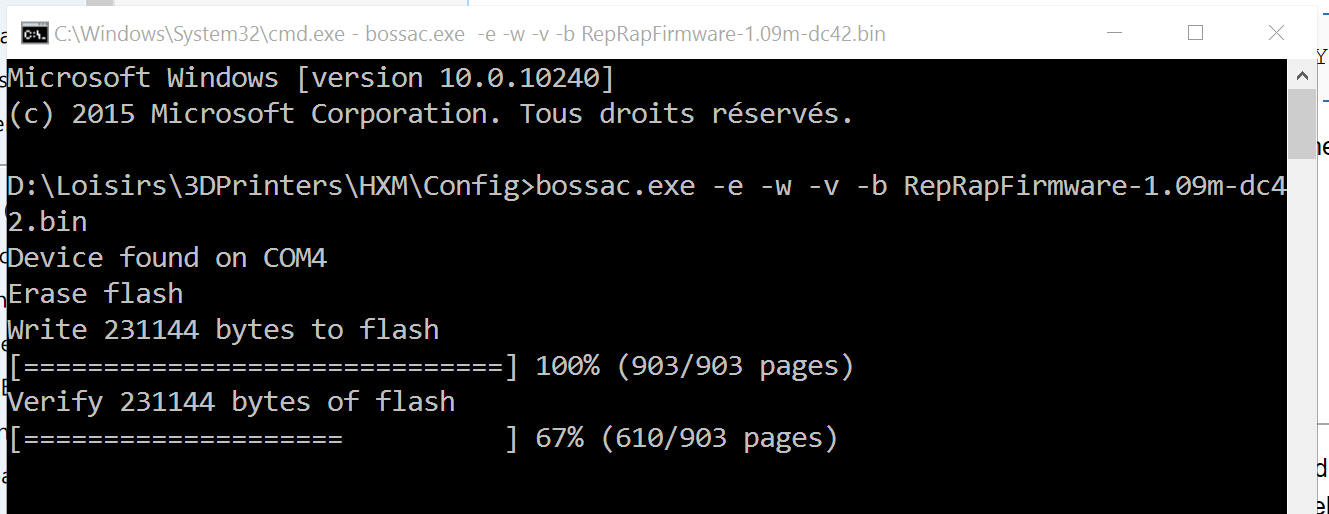 C:\Windows\System32\cmd.exe - bossac.exe  -e -w -v -b RepRapFirmware-1.09m-dc42.bin
Microsoft Windows [version 10.0.10240]
(c) 2015 Microsoft Corporation. Tous droits réservés.
D:\Loisirs\3DPrinters\HXM\Config>bossac.exe -e -w -v -b RepRapFirmware-1.09m-dc4
2.bin
Device found on COM4
Erase flash
Write 231144 bytes to flash
[==============================] 100% (903/903 pages)
Verify 231144 bytes of flash
[====================          ] 67% (610/903 pages)